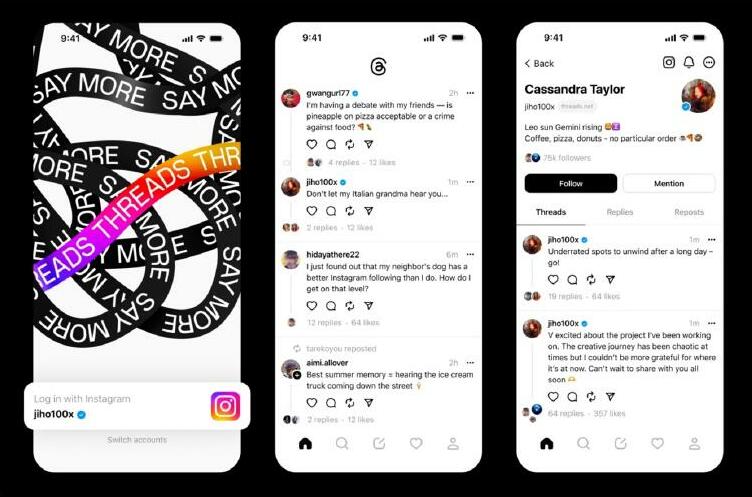 9:41
AY MORE S
SAY MORE SAY MO
MORE SA
THREADS THR
EADS
SAY MORE
MORE
SAY MORE
Log in with Instagram
jiho100x
Switch accounts
9:41
gwangurl77 2h
I'm having a debate with my friends — is
pineapple on pizza acceptable or a crime
against food? 🍕🍍
4 replies · 12 likes
jiho100x 1m
Don't let my Italian grandma hear you...
2 replies · 12 likes
hidayathere22 6m
I just found out that my neighbor's dog has a
better Instagram following than I do. How do I
get on that level?
12 replies · 64 likes
tarekoyou reposted
aimi.allover 2h
Best summer memory = hearing the ice cream
truck coming down the street 🍦
2 replies · 12 likes
9:41
Back
Cassandra Taylor
jiho100x threads.net
Leo sun Gemini rising
Coffee, pizza, donuts - no particular order ☕🍕🍩
75k followers
Follow Mention
Threads Replies Reposts
jiho100x 1m
Underrated spots to unwind after a long day –
go!
19 replies · 64 likes
jiho100x 1m
V excited about the project I've been working
on. The creative journey has been chaotic at
times but I couldn't be more grateful for where
it's at now. Can't wait to share with you all
soon
64 replies · 357 likes